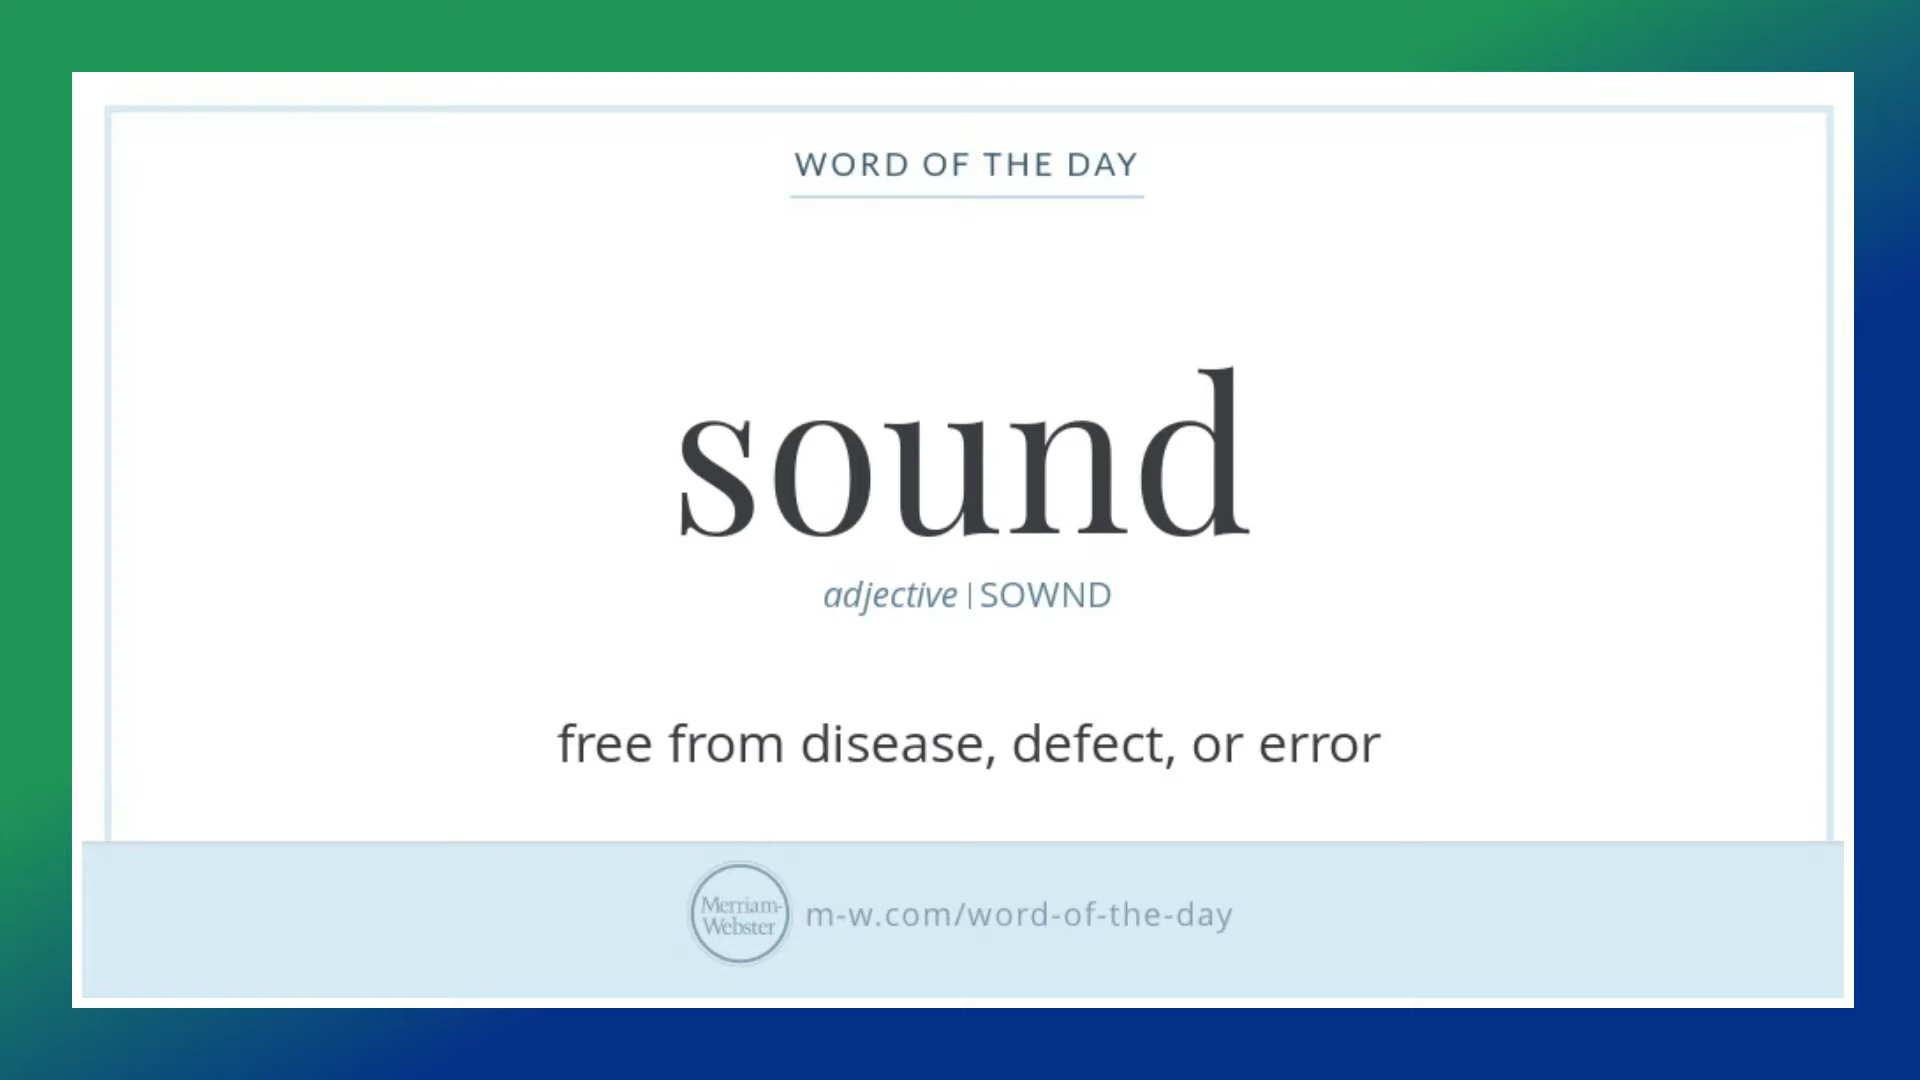 WORD OF THE DAY
sound
adjective | SOWND
free from disease, defect, or error
Merriam-
Webster
m-w.com/word-of-the-day